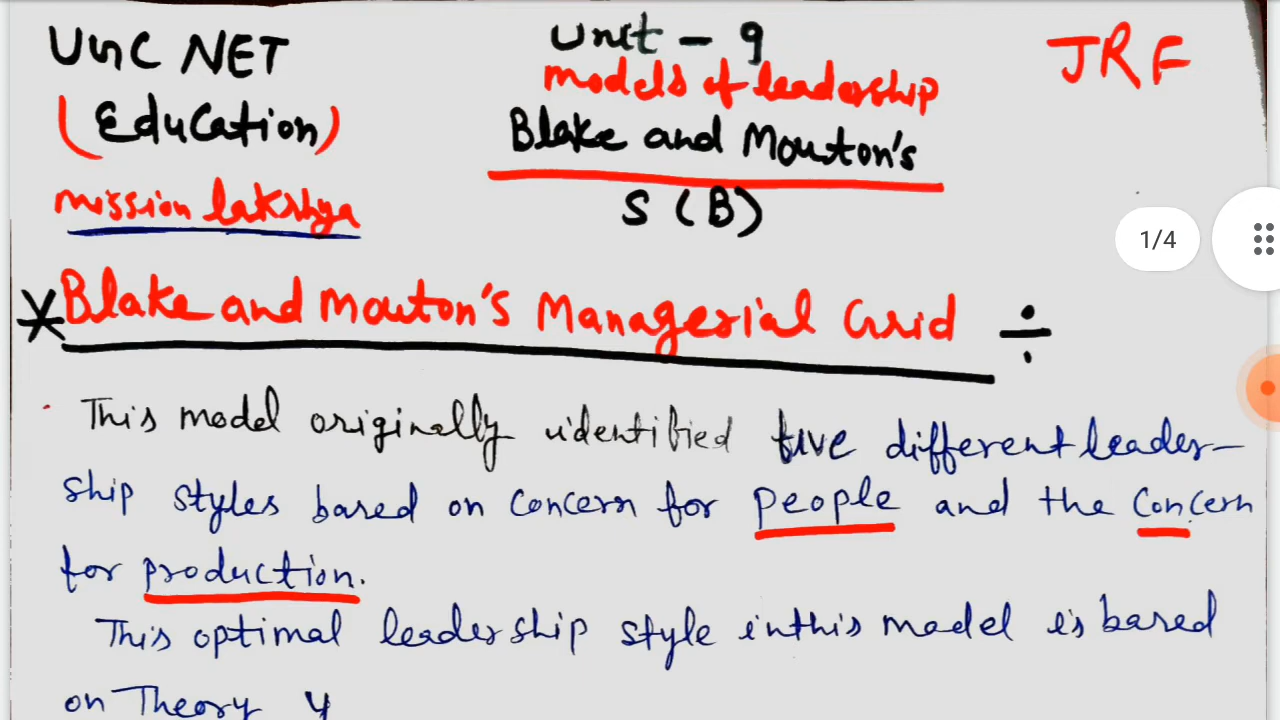 UGC NET
Unit - 9
JRF
models of leadership
(Education)
Blake and Mouton's
mission lakshya
S (B)
1/4
* Blake and Mouton's Managerial Grid ÷
This model originally identified five different leader-
ship styles based on concern for people and the concern
for production.
This optimal leadership style in this model is based
on Theory Y